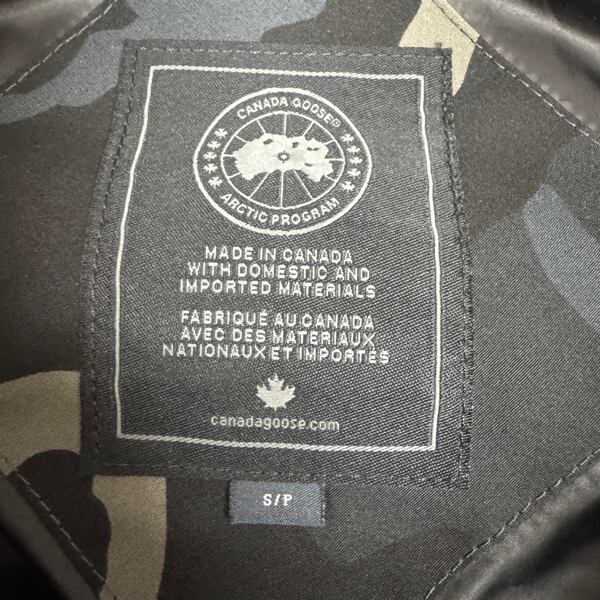 CANADA GOOSE®
ARCTIC PROGRAM
MADE IN CANADA
WITH DOMESTIC AND
IMPORTED MATERIALS
FABRIQUÉ AU CANADA
AVEC DES MATERIAUX
NATIONAUX ET IMPORTÉS
canadagoose.com
S/P